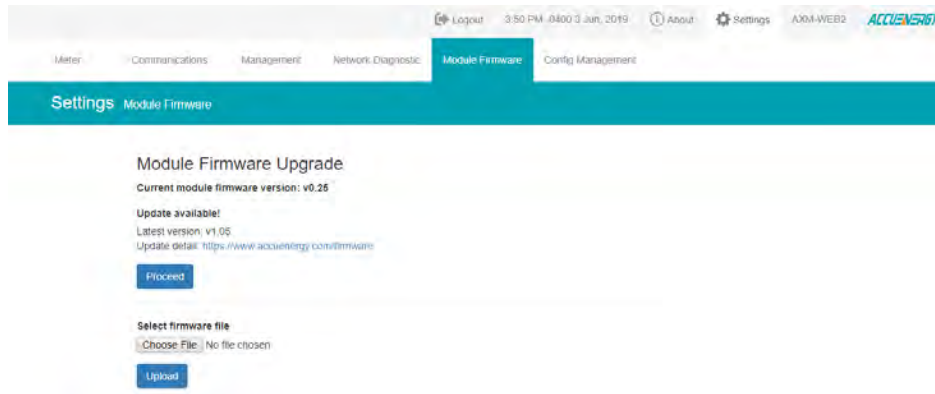 Logout 3:50 PM -0400 3 Jun, 2019 About Settings AXM-WEB2 ACCUENERGY
Meter Communications Management Network Diagnostic Module Firmware Config Management
Settings Module Firmware
Module Firmware Upgrade
Current module firmware version: v0.25
Update available!
Latest version: v1.05
Update detail: https://www.accuenergy.com/firmware
Proceed
Select firmware file
Choose File No file chosen
Upload